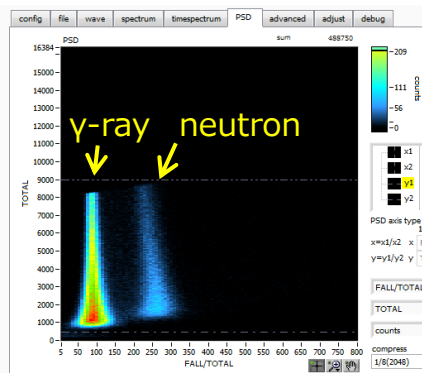 config file wave spectrum timespectrum PSD advanced adjust debug
PSD sum 488750
16384
15000
14000
13000
12000
11000
10000
9000
8000
7000
6000
5000
4000
3000
2000
1000
0
TOTAL
γ-ray neutron
5 50 100 150 200 250 300 350 400 450 500 550 600 650 700 800
FALL/TOTAL
209
111
56
0
counts
x1
x2
y1
y2
PSD axis type
1
x=x1/x2 x
y=y1/y2 y
FALL/TOTAL
TOTAL
counts
compress
1/8(2048)